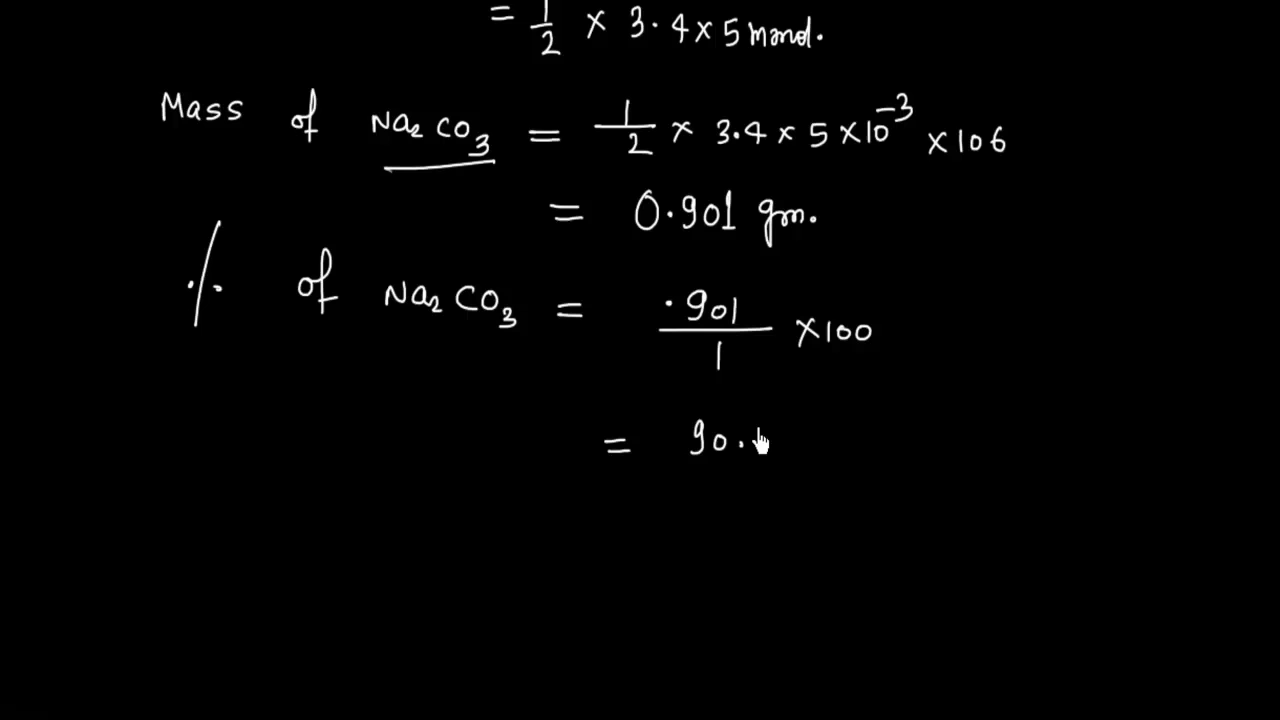 = 1/2 × 3.4 × 5 mmol.
Mass of Na₂CO₃ = 1/2 × 3.4 × 5 × 10⁻³ × 106
= 0.901 gm.
% of Na₂CO₃ = .901/1 × 100
= 90.